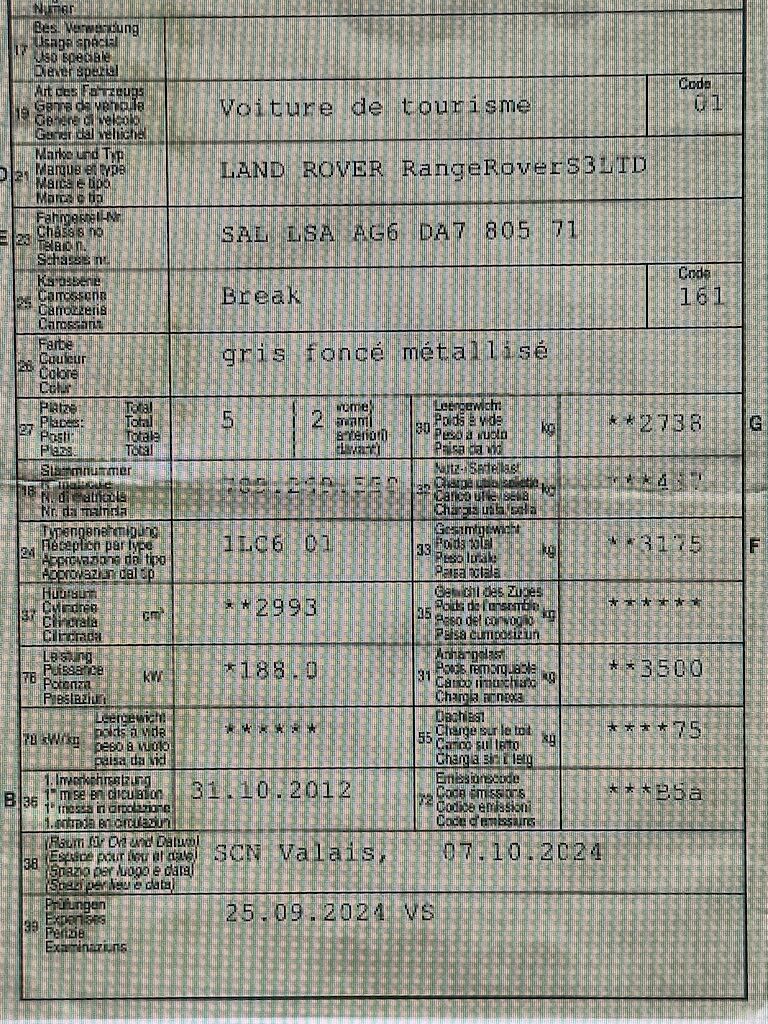 Numer
17 Bes. Verwendung
Usage spécial
Uso speciale
Diever spezial
19 Art des Fahrzeugs
Genre de véhicule
Genere di veicolo
Gener dal vehichel
Voiture de tourisme
Code
01
D 21 Marke und Typ
Marque et type
Marca e tipo
Marca e tip
LAND ROVER RangeRoverS3LTD
E 23 Fahrgestell-Nr.
Châssis no
Telaio n.
Schassis nr.
SAL LSA AG6 DA7 805 71
25 Karosserie
Carrosserie
Carrozzeria
Carossaria
Break
Code
161
26 Farbe
Couleur
Colore
Colur
gris foncé métallisé
27 Plätze Total
Places: Total
Posti: Totale
Plazs: Total
5
2 vorne)
avant)
anteriori)
davant)
30 Leergewicht
Poids à vide
Peso a vuoto
Paisa da vid
kg
**2738 G
18 Stammnummer
N° matricule
N. di matricola
Nr. da matricla
32 Nutz-/Sattellast
Charge utile/sellette
Carico utile/sella
Chargia utila/sella
kg
***437
24 Typengenehmigung
Réception par type
Approvazione del tipo
Approvaziun dal tip
1LC6 01
33 Gesamtgewicht
Poids total
Peso totale
Paisa totala
kg
**3175 F
37 Hubraum
Cylindrée
Cilindrata
Cilindrada
cm³
**2993
35 Gewicht des Zuges
Poids de l'ensemble
Peso del convoglio
Paisa cumposiziun
kg
******
76 Leistung
Puissance
Potenza
Prestaziun
kW
*188.0
31 Anhängelast
Poids remorquable
Carico rimorchiato
Chargia annexa
kg
**3500
78 kW/kg
Leergewicht
poids à vide
peso a vuoto
paisa da vid
******
55 Dachlast
Charge sur le toit
Carico sul tetto
Chargia sin il tetg
kg
****75
B 36 1. Inverkehrsetzung
1re mise en circulation
1a messa in circolazione
1. entrada en circulaziun
31.10.2012
72 Emissionscode
Code émissions
Codice emissioni
Code d'emissiuns
***B5a
38 (Raum für Ort und Datum)
(Espace pour lieu et date)
(Spazio per luogo e data)
(Spazi per lieu e data)
SCN Valais, 07.10.2024
39 Prüfungen
Expertises
Perizie
Examinaziuns
25.09.2024 VS